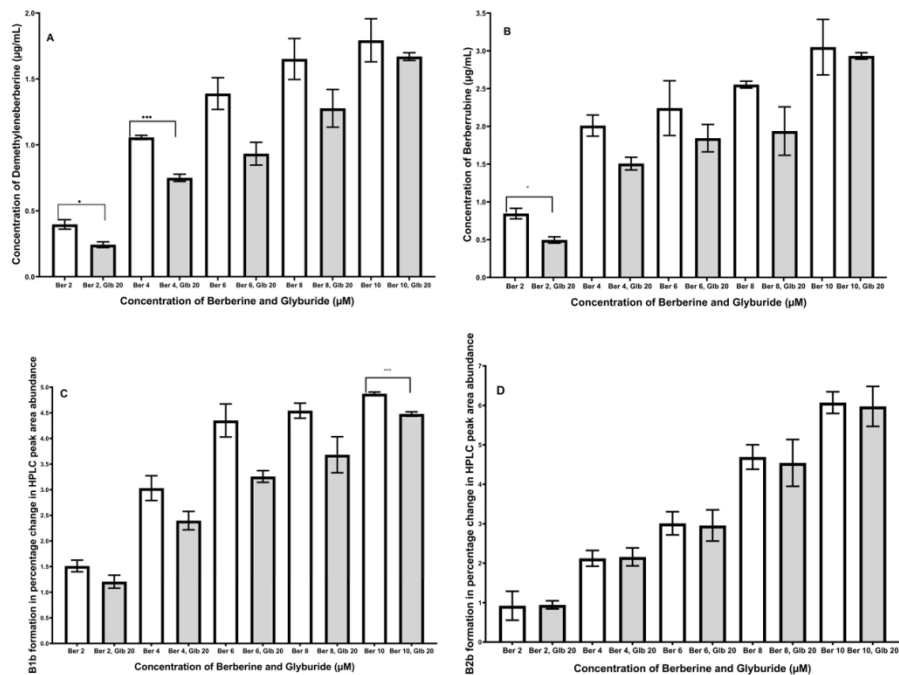 A
Concentration of Demethyleneberberine (µg/mL)
2.0
1.5
1.0
0.5
0.0
*
***
Ber 2 Ber 2, Glb 20 Ber 4 Ber 4, Glb 20 Ber 6 Ber 6, Glb 20 Ber 8 Ber 8, Glb 20 Ber 10 Ber 10, Glb 20
Concentration of Berberine and Glyburide (µM)
B
Concentration of Berberrubine (µg/mL)
3.5
3.0
2.5
2.0
1.5
1.0
0.5
0.0
*
Ber 2 Ber 2, Glb 20 Ber 4 Ber 4, Glb 20 Ber 6 Ber 6, Glb 20 Ber 8 Ber 8, Glb 20 Ber 10 Ber 10, Glb 20
Concentration of Berberine and Glyburide (µM)
C
B1b formation in percentage change in HPLC peak area abundance
5.0
4.5
4.0
3.5
3.0
2.5
2.0
1.5
1.0
0.5
0.0
***
Ber 2 Ber 2, Glb 20 Ber 4 Ber 4, Glb 20 Ber 6 Ber 6, Glb 20 Ber 8 Ber 8, Glb 20 Ber 10 Ber 10, Glb 20
Concentration of Berberine and Glyburide (µM)
D
B2b formation in percentage change in HPLC peak area abundance
7
6
5
4
3
2
1
0
Ber 2 Ber 2, Glb 20 Ber 4 Ber 4, Glb 20 Ber 6 Ber 6, Glb 20 Ber 8 Ber 8, Glb 20 Ber 10 Ber 10, Glb 20
Concentration of Berberine and Glyburide (µM)